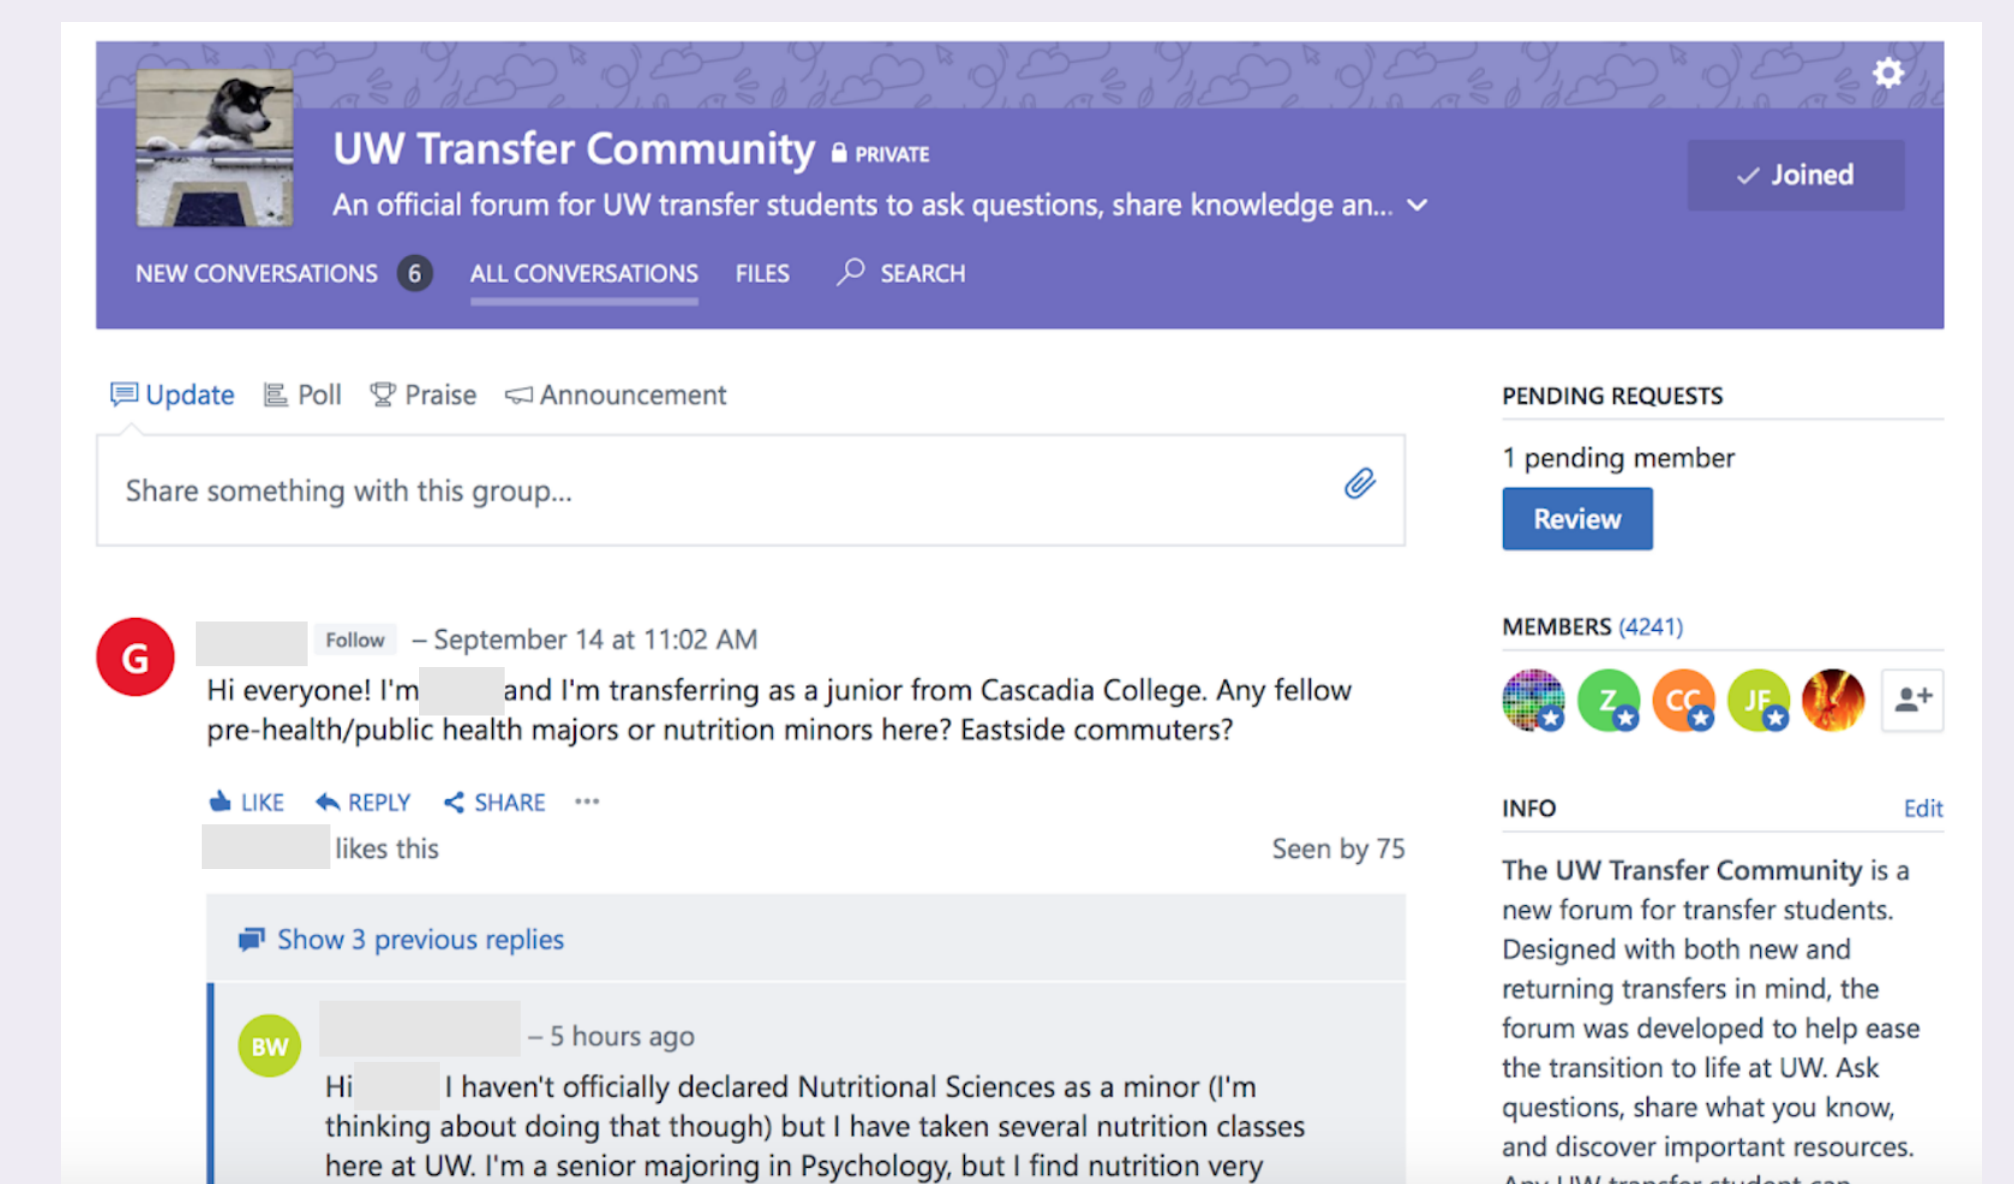 UW Transfer Community PRIVATE
An official forum for UW transfer students to ask questions, share knowledge an...
Joined
NEW CONVERSATIONS 6 ALL CONVERSATIONS FILES SEARCH
Update Poll Praise Announcement
Share something with this group...
G
Follow – September 14 at 11:02 AM
Hi everyone! I'm and I'm transferring as a junior from Cascadia College. Any fellow
pre-health/public health majors or nutrition minors here? Eastside commuters?
LIKE REPLY SHARE ...
likes this Seen by 75
Show 3 previous replies
BW
– 5 hours ago
Hi I haven't officially declared Nutritional Sciences as a minor (I'm
thinking about doing that though) but I have taken several nutrition classes
here at UW. I'm a senior majoring in Psychology, but I find nutrition very
PENDING REQUESTS
1 pending member
Review
MEMBERS (4241)
Z CC JF
INFO Edit
The UW Transfer Community is a
new forum for transfer students.
Designed with both new and
returning transfers in mind, the
forum was developed to help ease
the transition to life at UW. Ask
questions, share what you know,
and discover important resources.
Any UW transfer student can